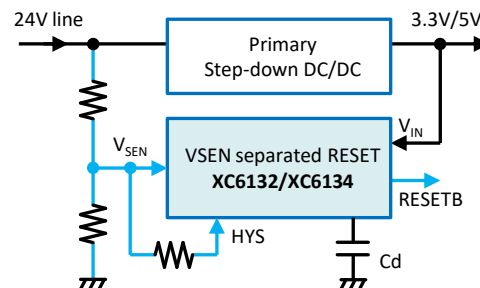 24V line
3.3V/5V
Primary
Step-down DC/DC
VIN
VSEN
VSEN separated RESET
XC6132/XC6134
RESETB
HYS
Cd